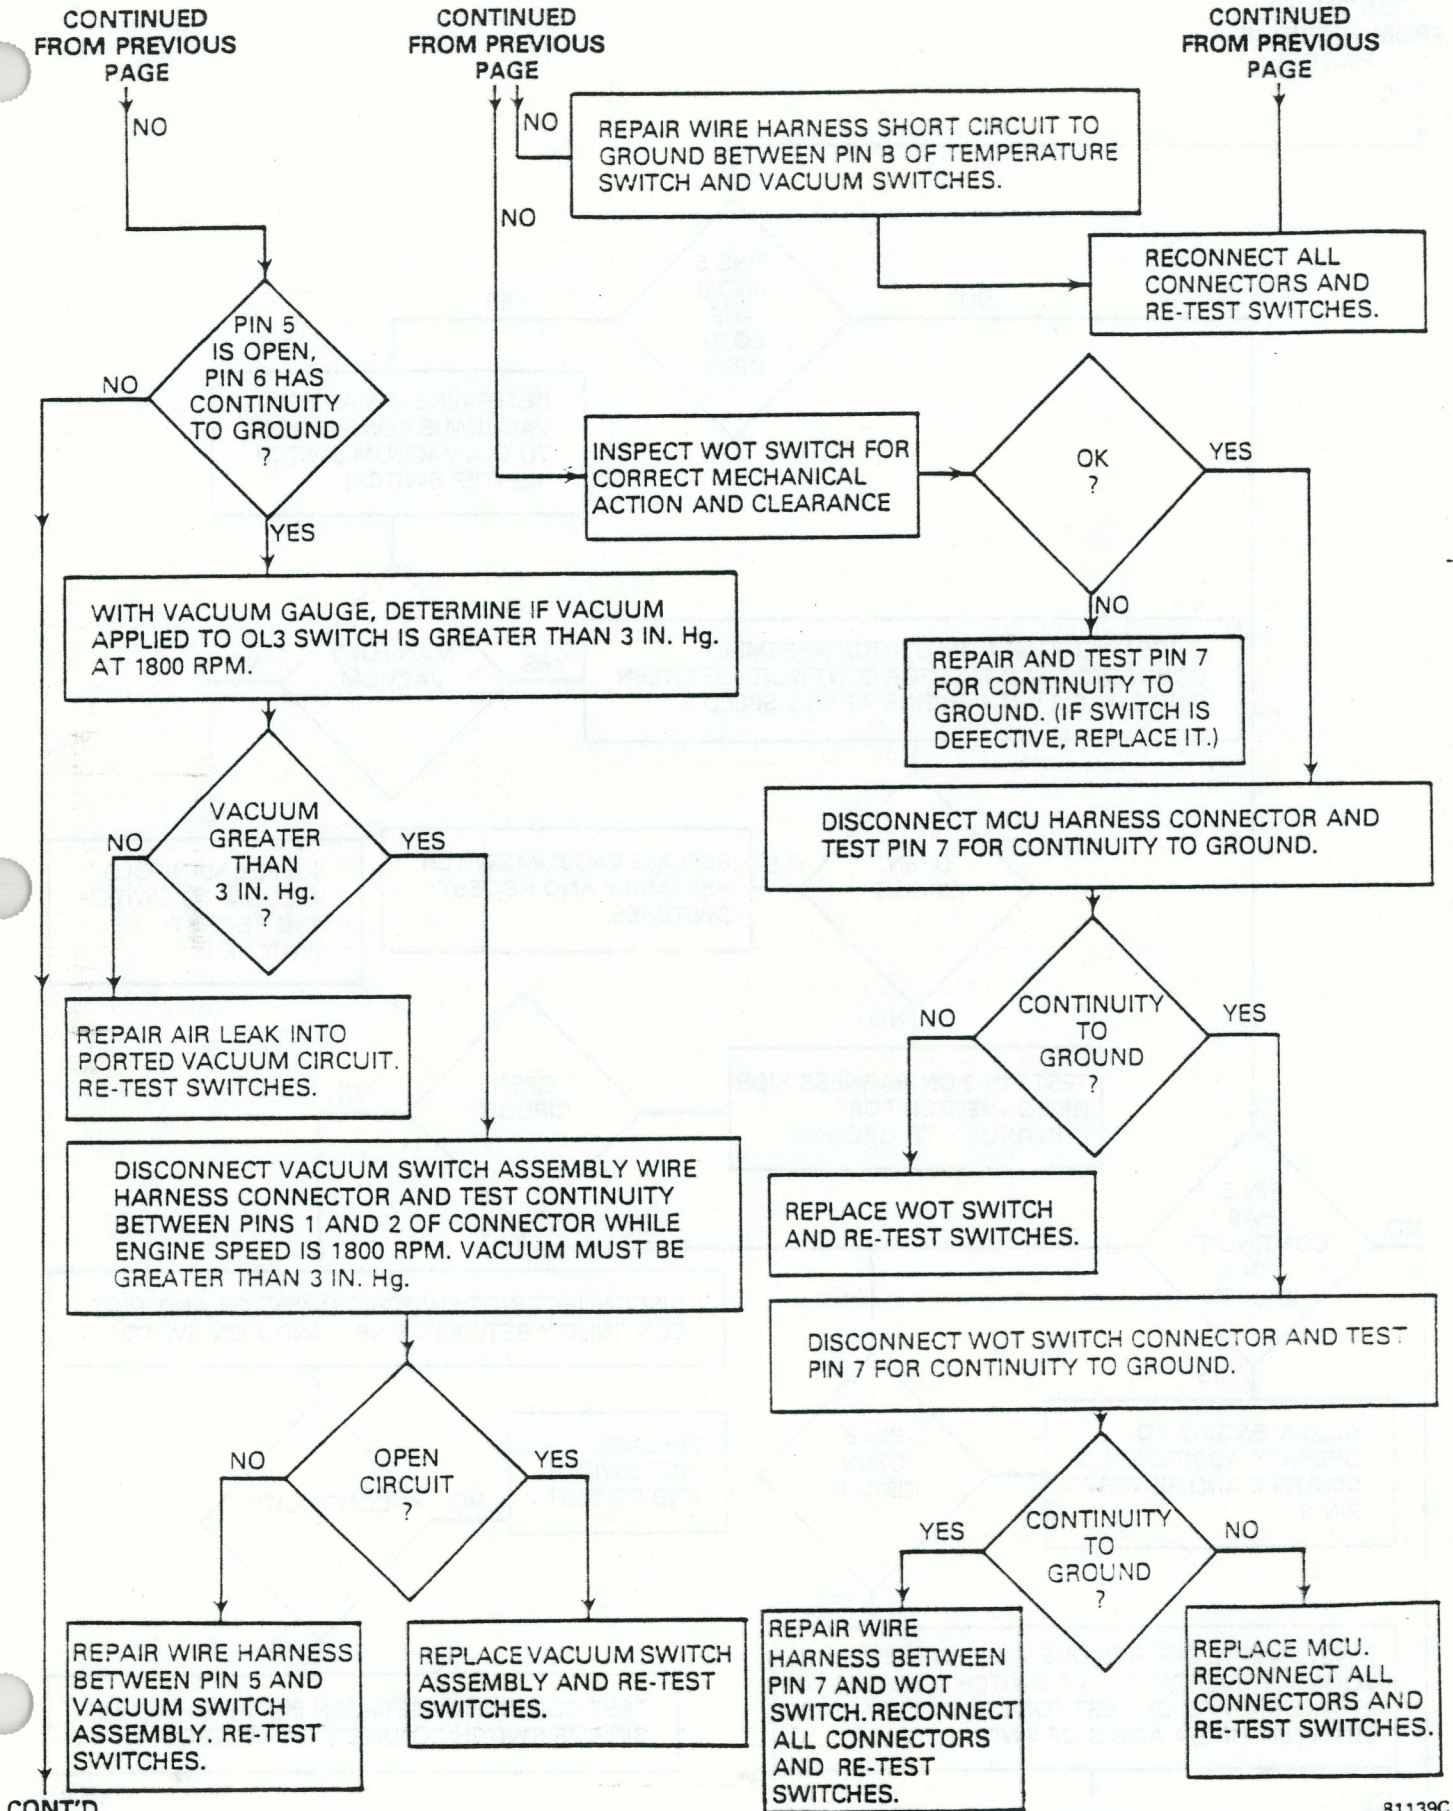 CONTINUED
FROM PREVIOUS
PAGE
NO
CONTINUED
FROM PREVIOUS
PAGE
NO
NO
REPAIR WIRE HARNESS SHORT CIRCUIT TO
GROUND BETWEEN PIN B OF TEMPERATURE
SWITCH AND VACUUM SWITCHES.
CONTINUED
FROM PREVIOUS
PAGE
RECONNECT ALL
CONNECTORS AND
RE-TEST SWITCHES.
PIN 5
IS OPEN,
PIN 6 HAS
CONTINUITY
TO GROUND
?
NO
YES
INSPECT WOT SWITCH FOR
CORRECT MECHANICAL
ACTION AND CLEARANCE
OK
?
YES
NO
WITH VACUUM GAUGE, DETERMINE IF VACUUM
APPLIED TO OL3 SWITCH IS GREATER THAN 3 IN. Hg.
AT 1800 RPM.
REPAIR AND TEST PIN 7
FOR CONTINUITY TO
GROUND. (IF SWITCH IS
DEFECTIVE, REPLACE IT.)
VACUUM
GREATER
THAN
3 IN. Hg.
?
NO
YES
DISCONNECT MCU HARNESS CONNECTOR AND
TEST PIN 7 FOR CONTINUITY TO GROUND.
REPAIR AIR LEAK INTO
PORTED VACUUM CIRCUIT.
RE-TEST SWITCHES.
CONTINUITY
TO
GROUND
?
NO
YES
DISCONNECT VACUUM SWITCH ASSEMBLY WIRE
HARNESS CONNECTOR AND TEST CONTINUITY
BETWEEN PINS 1 AND 2 OF CONNECTOR WHILE
ENGINE SPEED IS 1800 RPM. VACUUM MUST BE
GREATER THAN 3 IN. Hg.
REPLACE WOT SWITCH
AND RE-TEST SWITCHES.
DISCONNECT WOT SWITCH CONNECTOR AND TEST
PIN 7 FOR CONTINUITY TO GROUND.
OPEN
CIRCUIT
?
NO
YES
CONTINUITY
TO
GROUND
?
YES
NO
REPAIR WIRE HARNESS
BETWEEN PIN 5 AND
VACUUM SWITCH
ASSEMBLY. RE-TEST
SWITCHES.
REPLACE VACUUM SWITCH
ASSEMBLY AND RE-TEST
SWITCHES.
REPAIR WIRE
HARNESS BETWEEN
PIN 7 AND WOT
SWITCH. RECONNECT
ALL CONNECTORS
AND RE-TEST
SWITCHES.
REPLACE MCU.
RECONNECT ALL
CONNECTORS AND
RE-TEST SWITCHES.
CONT'D
81139C